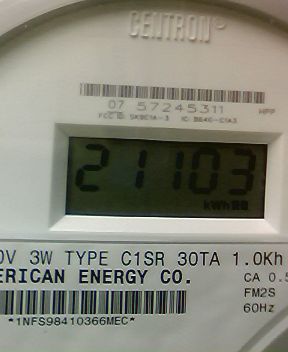 CENTRON®
07 57245311
FCC ID: SK9C1A-3 IC: 864G-C1A3 HPP
21103
kWh
0V 3W TYPE C1SR 30TA 1.0Kh
ERICAN ENERGY CO.
CA 0.5
FM2S
60Hz
*1NFS98410366MEC*